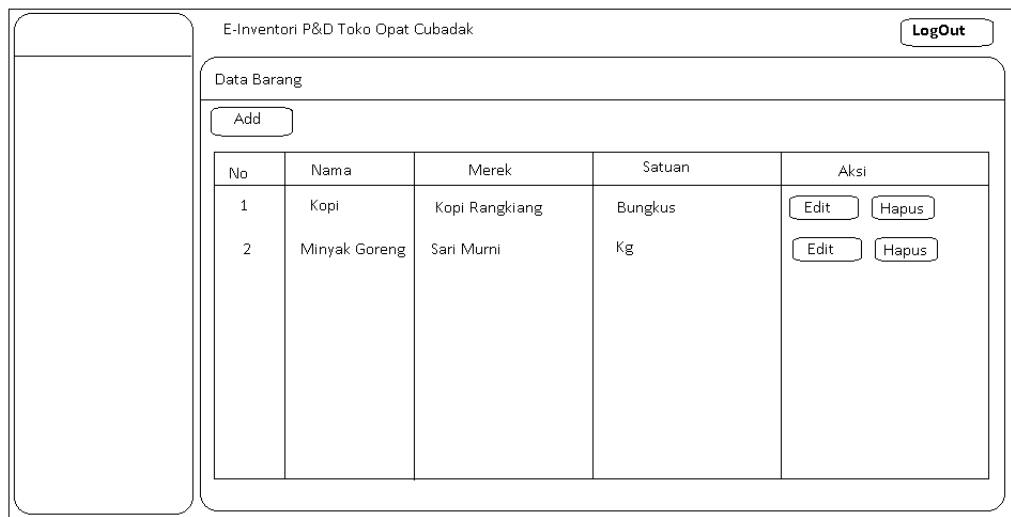 E-Inventori P&D Toko Opat Cubadak
LogOut
Data Barang
Add
No Nama Merek Satuan Aksi
1 Kopi Kopi Rangkiang Bungkus Edit Hapus
2 Minyak Goreng Sari Murni Kg Edit Hapus